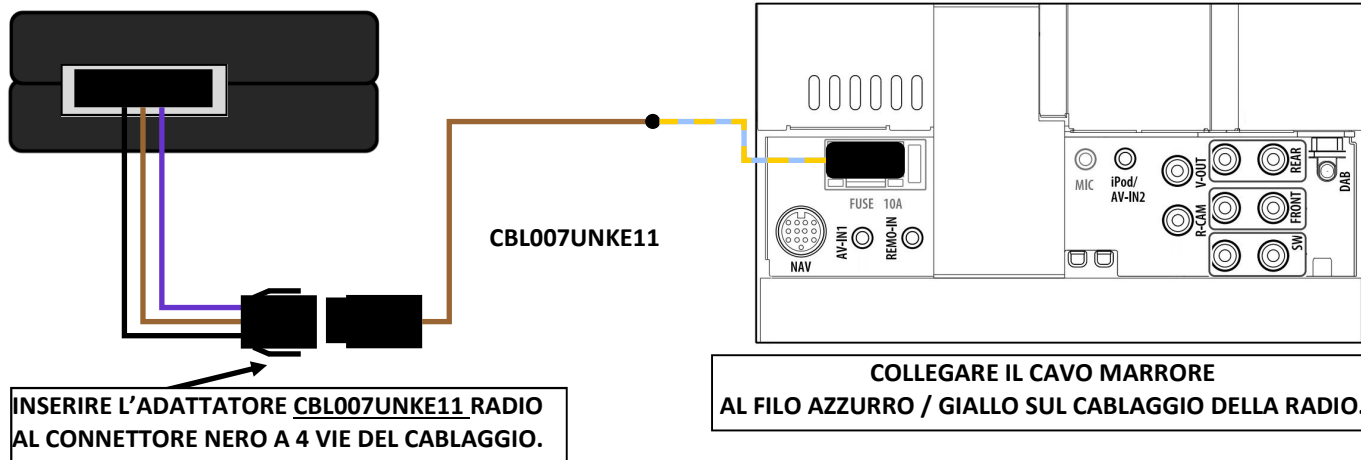 CBL007UNKE11
INSERIRE L’ADATTATORE CBL007UNKE11 RADIO
AL CONNETTORE NERO A 4 VIE DEL CABLAGGIO.
FUSE 10A
NAV
AV-IN1
REMO-IN
MIC
iPod/
AV-IN2
V-OUT
R-CAM
REAR
FRONT
SW
DAB
COLLEGARE IL CAVO MARRORE
AL FILO AZZURRO / GIALLO SUL CABLAGGIO DELLA RADIO.